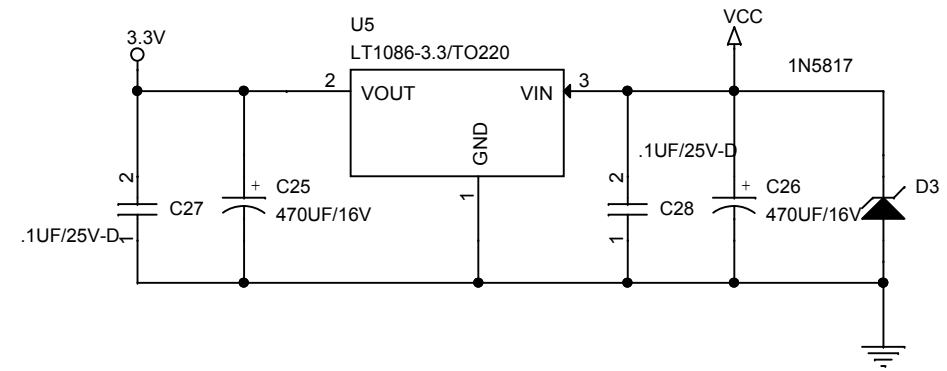 VCC
U5
3.3V
LT1086-3.3/TO220
1N5817
2
VOUT
VIN
3
GND
.1UF/25V-D
1
2
C27
.1UF/25V-D
1
+
C25
470UF/16V
2
C28
1
+
C26
470UF/16V
D3